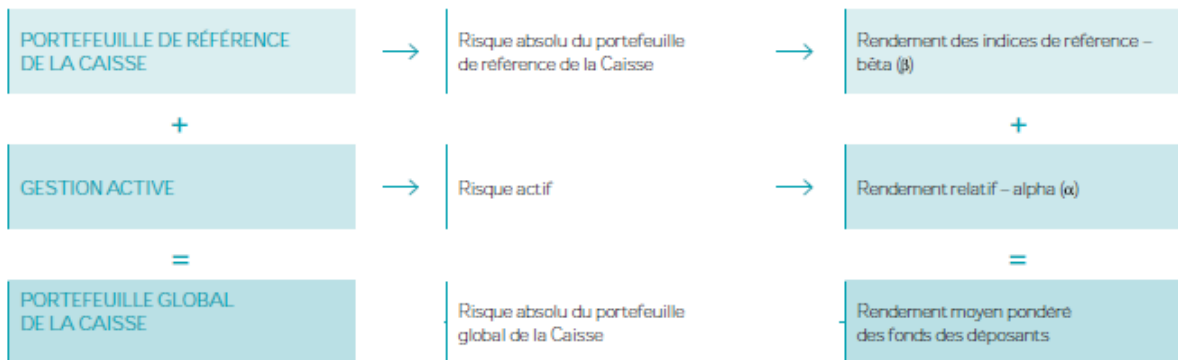 PORTEFEUILLE DE RÉFÉRENCE
DE LA CAISSE
→
Risque absolu du portefeuille
de référence de la Caisse
→
Rendement des indices de référence –
bêta (β)
+
+
GESTION ACTIVE
→
Risque actif
→
Rendement relatif – alpha (α)
=
=
PORTEFEUILLE GLOBAL
DE LA CAISSE
Risque absolu du portefeuille
global de la Caisse
Rendement moyen pondéré
des fonds des déposants